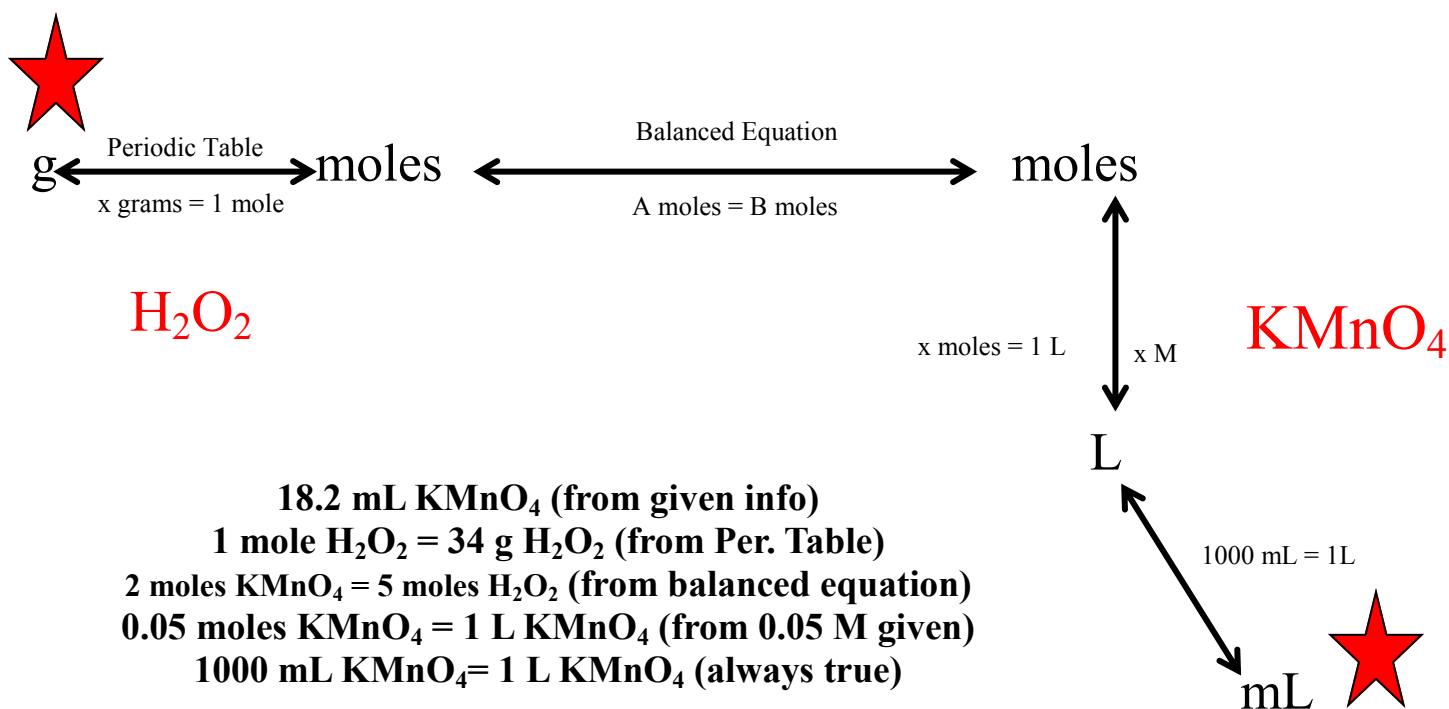 Periodic Table
Balanced Equation
g
moles
moles
x grams = 1 mole
A moles = B moles
H₂O₂
KMnO₄
x moles = 1 L
x M
L
18.2 mL KMnO₄ (from given info)
1 mole H₂O₂ = 34 g H₂O₂ (from Per. Table)
2 moles KMnO₄ = 5 moles H₂O₂ (from balanced equation)
0.05 moles KMnO₄ = 1 L KMnO₄ (from 0.05 M given)
1000 mL KMnO₄= 1 L KMnO₄ (always true)
1000 mL = 1L
mL